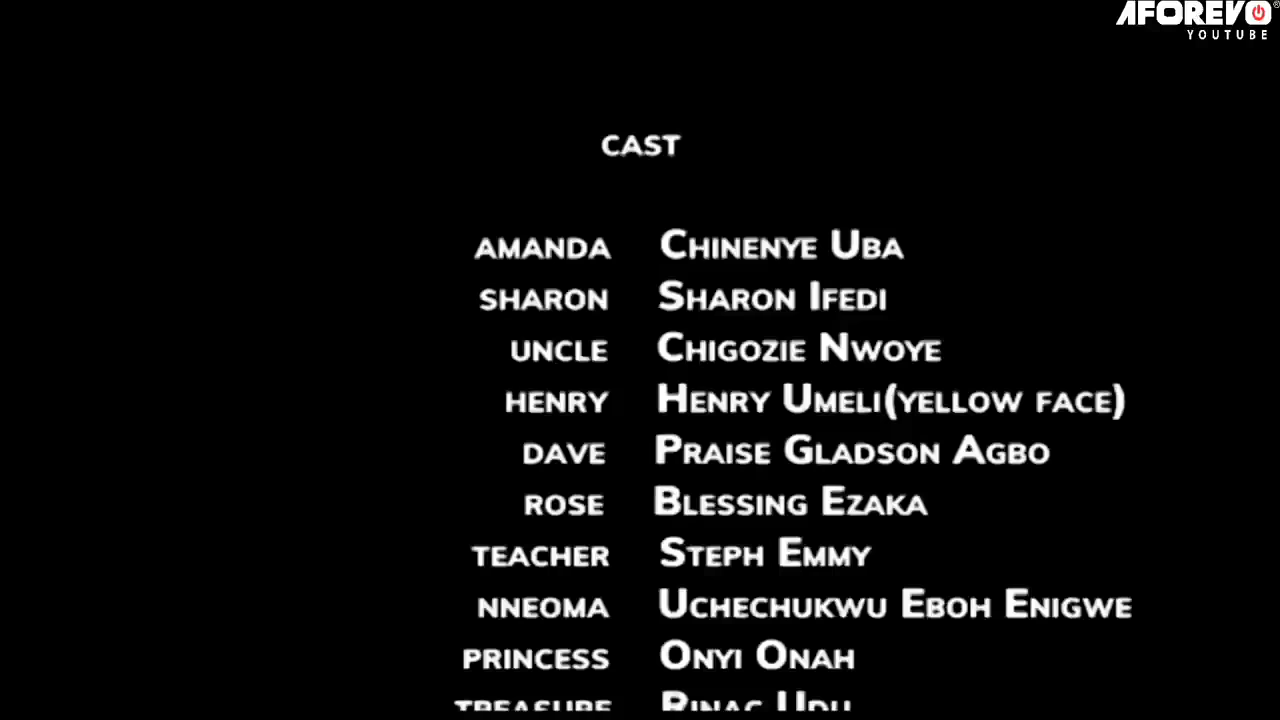 AFOREVO®
YOUTUBE
CAST
AMANDA Chinenye Uba
SHARON Sharon Ifedi
UNCLE Chigozie Nwoye
HENRY Henry Umeli(yellow face)
DAVE Praise Gladson Agbo
ROSE Blessing Ezaka
TEACHER Steph Emmy
NNEOMA Uchechukwu Eboh Enigwe
PRINCESS Onyi Onah
TREASURE